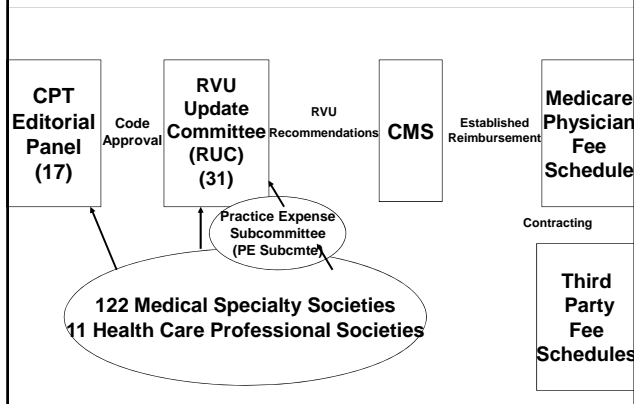 CPT
Editorial
Panel
(17)
Code
Approval
RVU
Update
Committee
(RUC)
(31)
RVU
Recommendations
CMS
Established
Reimbursement
Medicare
Physician
Fee
Schedule
Practice Expense
Subcommittee
(PE Subcmte)
Contracting
122 Medical Specialty Societies
11 Health Care Professional Societies
Third
Party
Fee
Schedules